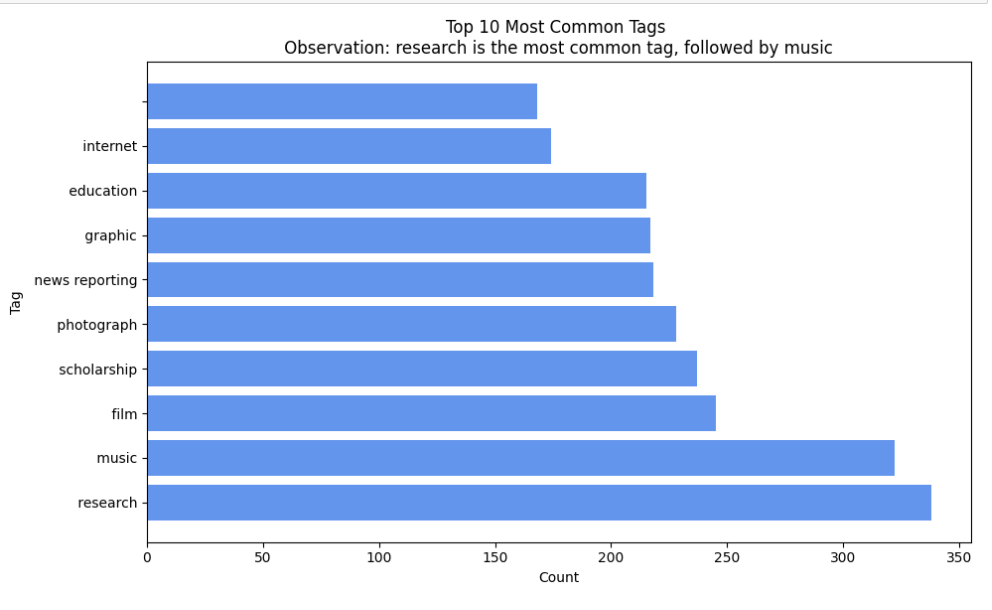 Top 10 Most Common Tags
Observation: research is the most common tag, followed by music
internet
education
graphic
news reporting
photograph
scholarship
film
music
research
Tag
0 50 100 150 200 250 300 350
Count